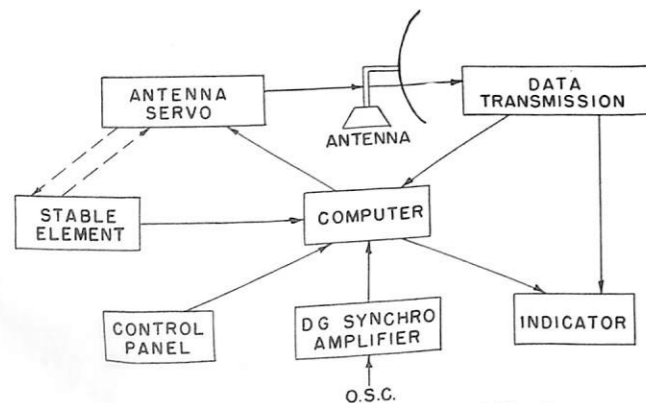 ANTENNA
SERVO
DATA
TRANSMISSION
ANTENNA
STABLE
ELEMENT
COMPUTER
CONTROL
PANEL
DG SYNCHRO
AMPLIFIER
INDICATOR
O.S.C.